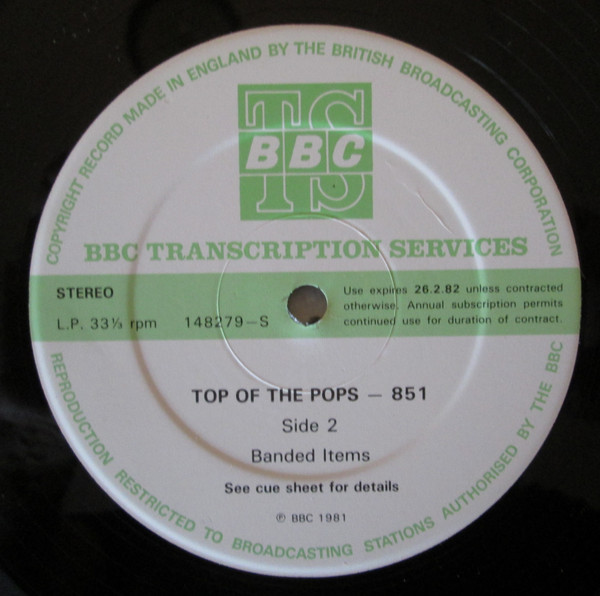 COPYRIGHT RECORD MADE IN ENGLAND BY THE BRITISH BROADCASTING CORPORATION
TS
BBC
BBC TRANSCRIPTION SERVICES
STEREO
L.P. 33⅓ rpm 148279-S
Use expires 26.2.82 unless contracted
otherwise. Annual subscription permits
continued use for duration of contract.
TOP OF THE POPS — 851
Side 2
Banded Items
See cue sheet for details
℗ BBC 1981
REPRODUCTION RESTRICTED TO BROADCASTING STATIONS AUTHORISED BY THE BBC